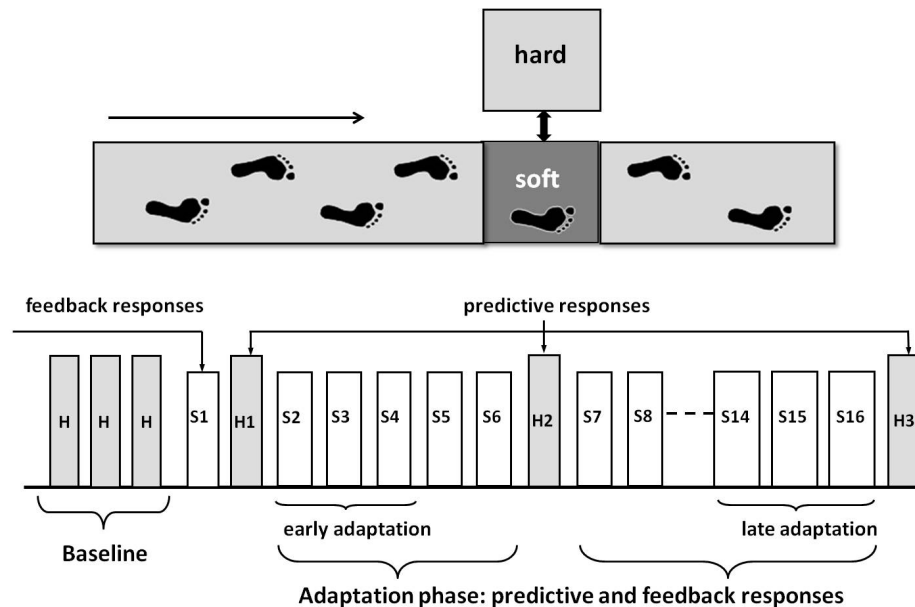 hard
soft
feedback responses
predictive responses
H H H S1 H1 S2 S3 S4 S5 S6 H2 S7 S8 S14 S15 S16 H3
early adaptation
late adaptation
Baseline
Adaptation phase: predictive and feedback responses